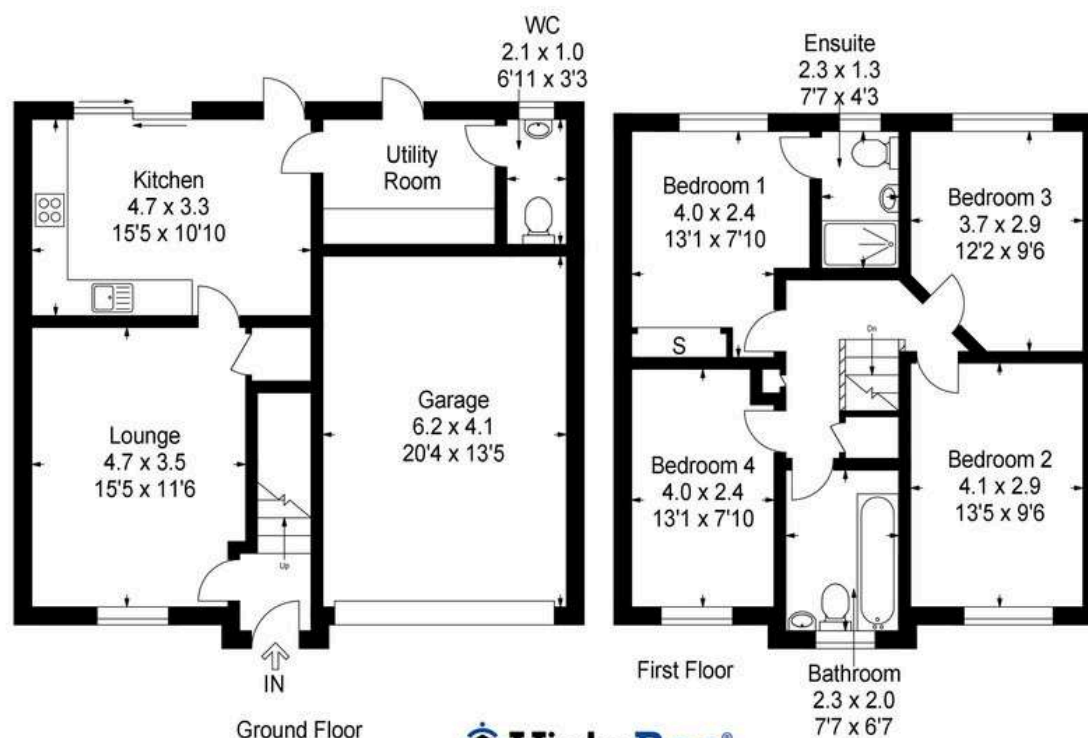 WC
2.1 x 1.0
6'11 x 3'3
Kitchen
4.7 x 3.3
15'5 x 10'10
Utility
Room
Lounge
4.7 x 3.5
15'5 x 11'6
Garage
6.2 x 4.1
20'4 x 13'5
Up
IN
Ground Floor
Ensuite
2.3 x 1.3
7'7 x 4'3
Bedroom 1
4.0 x 2.4
13'1 x 7'10
Bedroom 3
3.7 x 2.9
12'2 x 9'6
S
Dn
Bedroom 4
4.0 x 2.4
13'1 x 7'10
Bedroom 2
4.1 x 2.9
13'5 x 9'6
First Floor
Bathroom
2.3 x 2.0
7'7 x 6'7